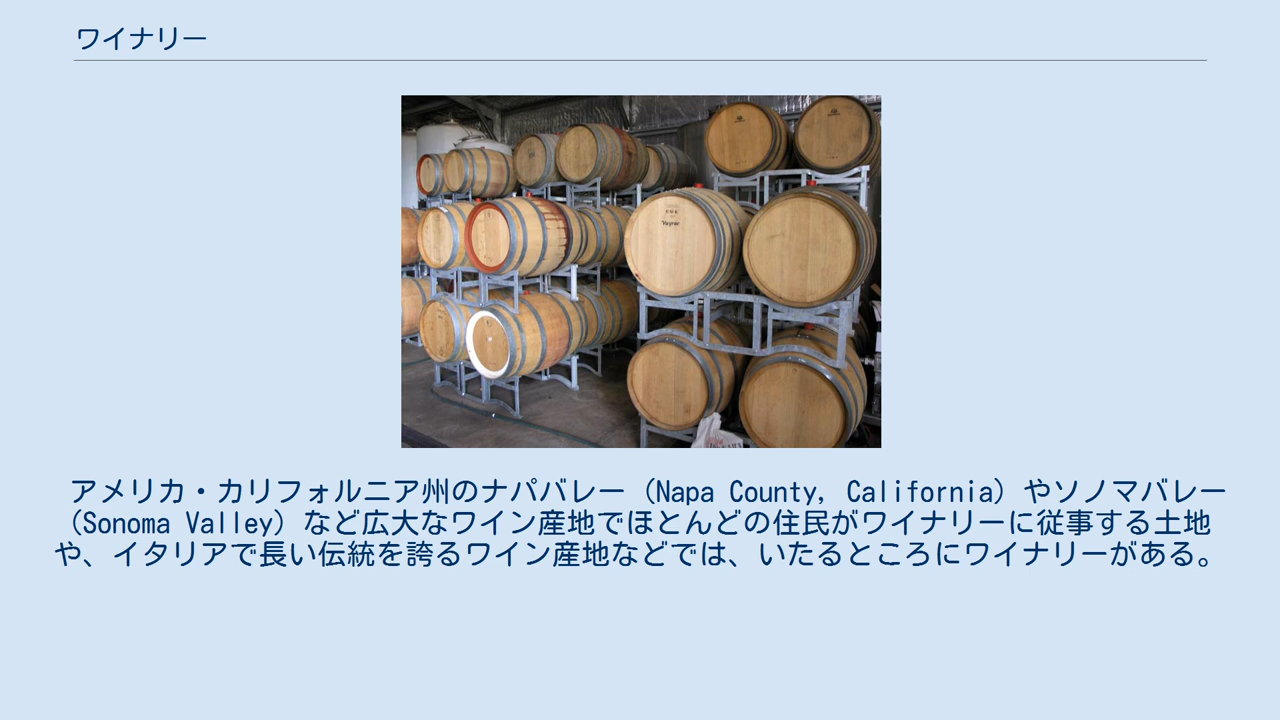 ワイナリー
アメリカ・カリフォルニア州のナパバレー（Napa County, California）やソノマバレー
（Sonoma Valley）など広大なワイン産地でほとんどの住民がワイナリーに従事する土地
や、イタリアで長い伝統を誇るワイン産地などでは、いたるところにワイナリーがある。